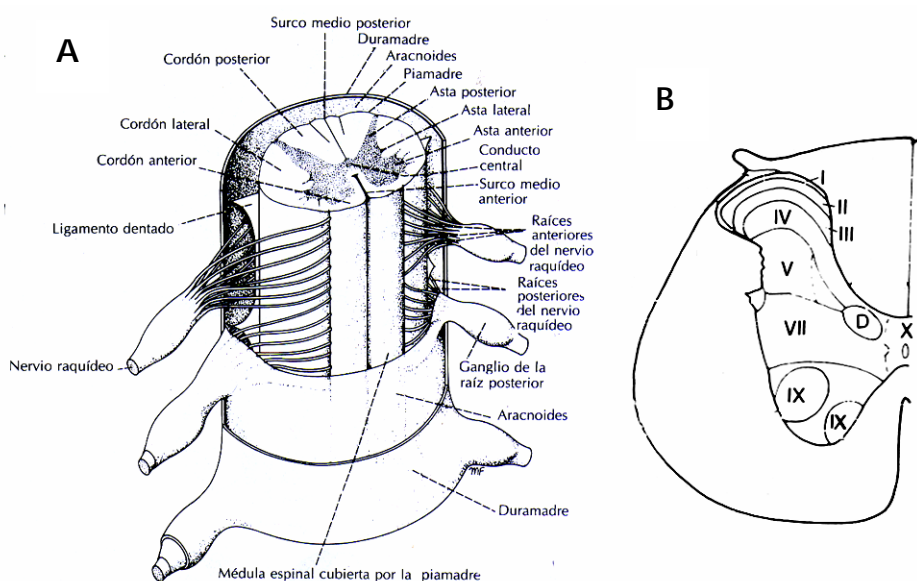 A
Surco medio posterior
Duramadre
Aracnoides
Piamadre
Asta posterior
Asta lateral
Asta anterior
Conducto
central
Surco medio
anterior
Cordón posterior
Cordón lateral
Cordón anterior
Ligamento dentado
Raíces
anteriores
del nervio
raquídeo
Raíces
posteriores
del nervio
raquídeo
Nervio raquídeo
Ganglio de la
raíz posterior
Aracnoides
MF
Duramadre
Médula espinal cubierta por la piamadre
B
I
II
III
IV
V
D
X
VII
IX
IX